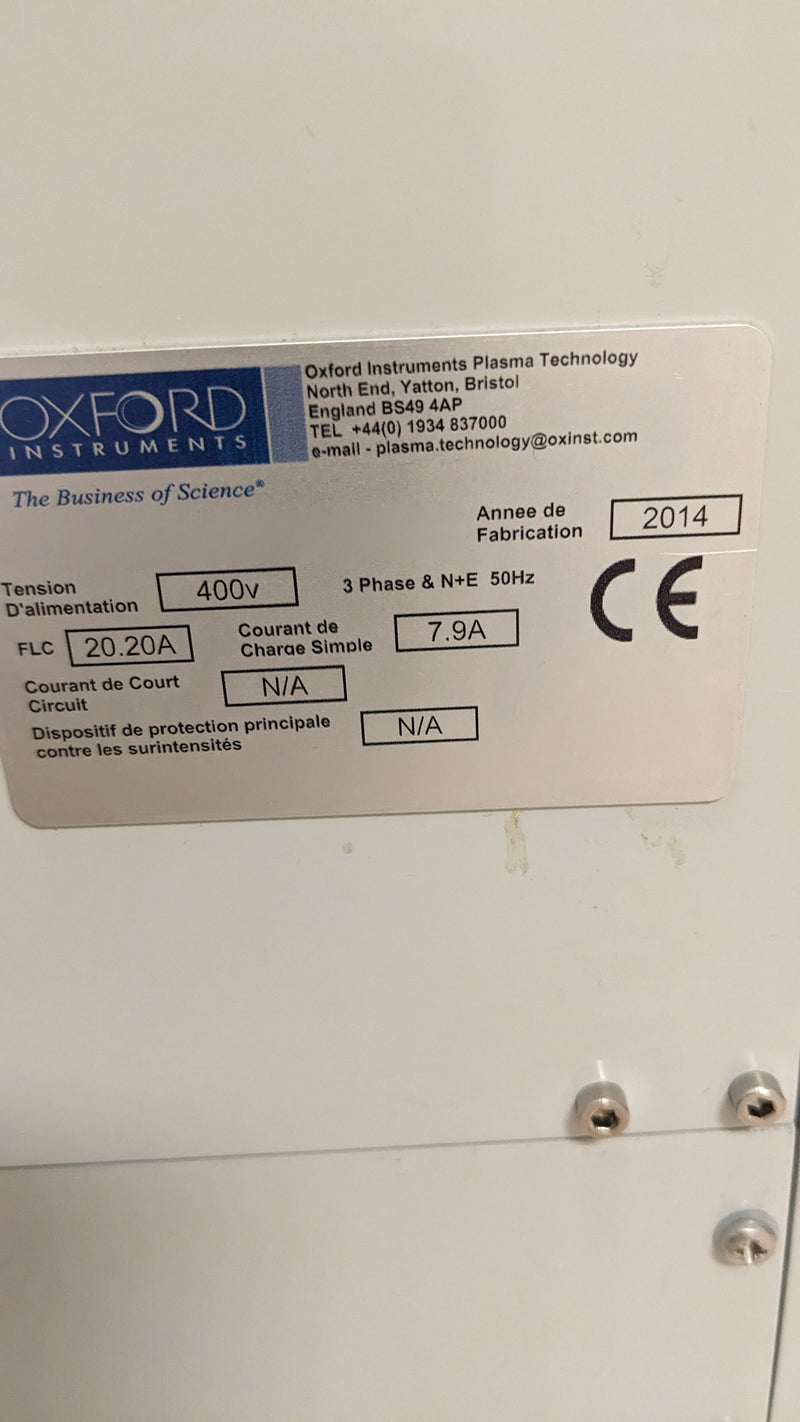 OXFORD
INSTRUMENTS
The Business of Science®
Oxford Instruments Plasma Technology
North End, Yatton, Bristol
England BS49 4AP
TEL +44(0) 1934 837000
e-mail - plasma.technology@oxinst.com
Annee de
Fabrication
2014
Tension
D'alimentation
400v
3 Phase & N+E 50Hz
CE
FLC
20.20A
Courant de
Charge Simple
7.9A
Courant de Court
Circuit
N/A
Dispositif de protection principale
contre les surintensités
N/A